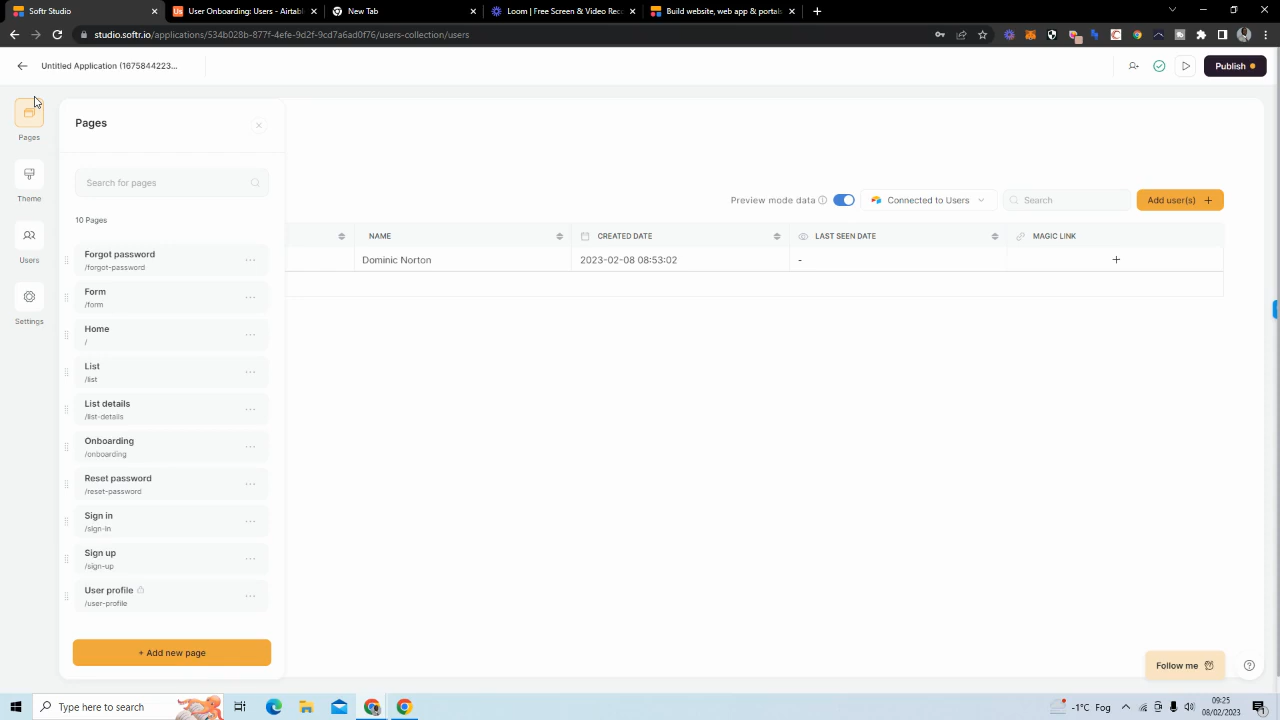 Softr Studio
User Onboarding: Users - Airtabl
New Tab
Loom | Free Screen & Video Reco
Build website, web app & portals
studio.softr.io/applications/534b028b-877f-4efe-9d2f-9cd7a6ad0f76/users-collection/users
Untitled Application (1675844223...
Publish
Pages
Theme
Users
Settings
Pages
Search for pages
10 Pages
Forgot password
/forgot-password
Form
/form
Home
/
List
/list
List details
/list-details
Onboarding
/onboarding
Reset password
/reset-password
Sign in
/sign-in
Sign up
/sign-up
User profile
/user-profile
+ Add new page
Preview mode data
Connected to Users
Search
Add user(s) +
NAME
CREATED DATE
LAST SEEN DATE
MAGIC LINK
Dominic Norton
2023-02-08 08:53:02
-
+
Follow me
Type here to search
-1°C Fog
09:25
08/02/2023